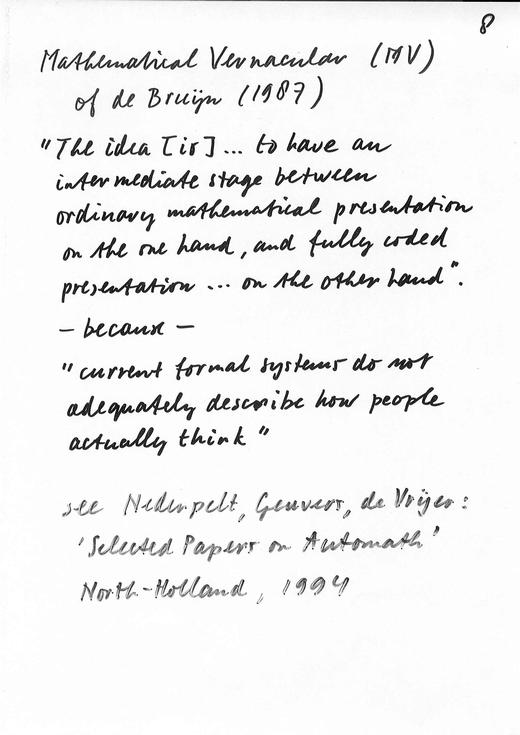 8
Mathematical Vernacular (MV)
of de Bruijn (1987)
"The idea [is] ... to have an
intermediate stage between
ordinary mathematical presentation
on the one hand, and fully coded
presentation ... on the other hand".
— because —
"current formal systems do not
adequately describe how people
actually think"
see Nederpelt, Geuvers, de Vrijer:
'Selected Papers on Automath'
North-Holland, 1994